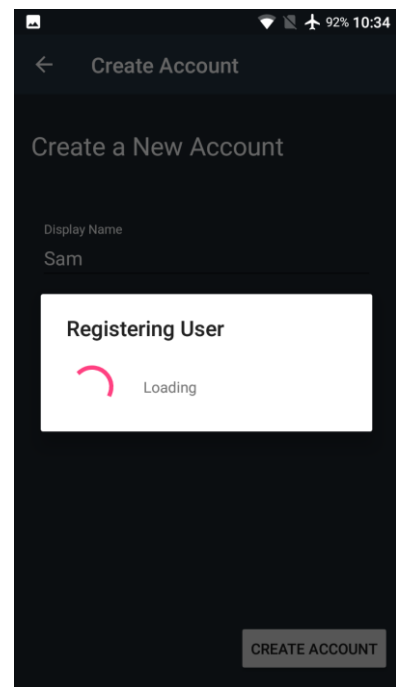 92% 10:34
Create Account
Create a New Account
Display Name
Sam
Registering User
Loading
CREATE ACCOUNT